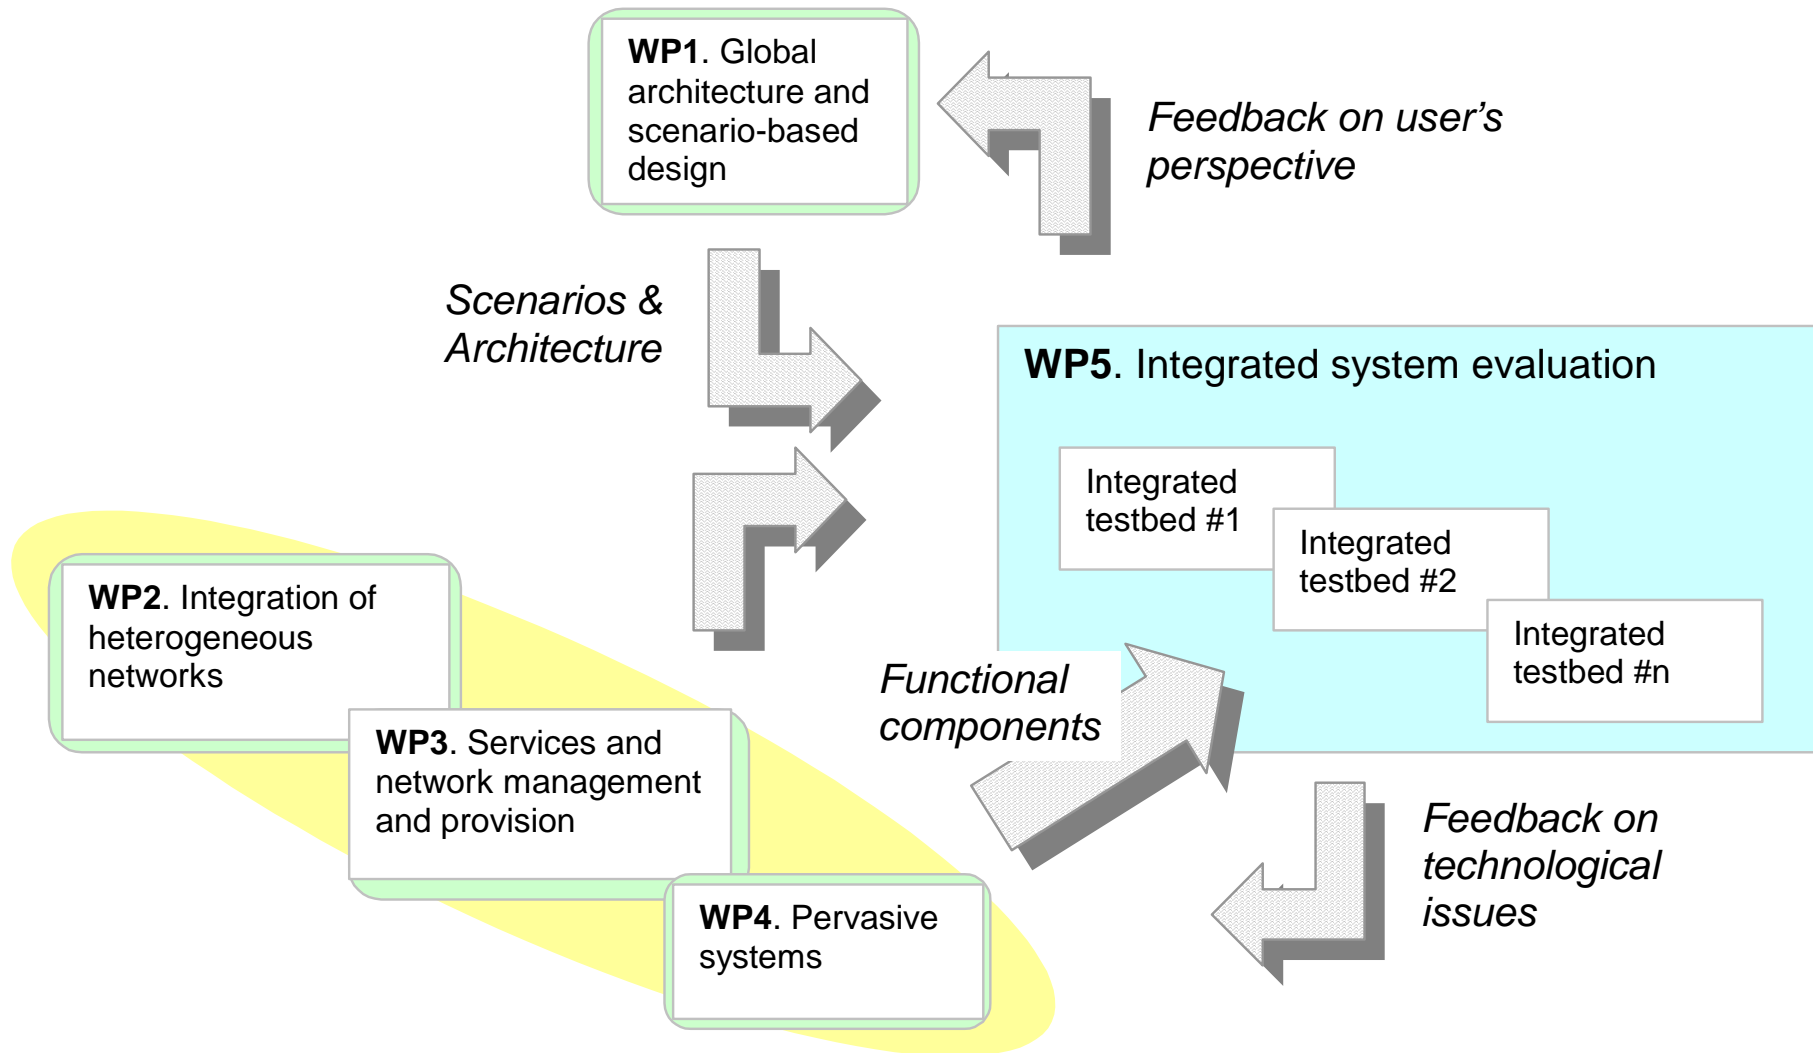 WP1. Global
architecture and
scenario-based
design
Feedback on user’s
perspective
Scenarios &
Architecture
WP5. Integrated system evaluation
Integrated
testbed #1
Integrated
testbed #2
Integrated
testbed #n
WP2. Integration of
heterogeneous
networks
WP3. Services and
network management
and provision
WP4. Pervasive
systems
Functional
components
Feedback on
technological
issues